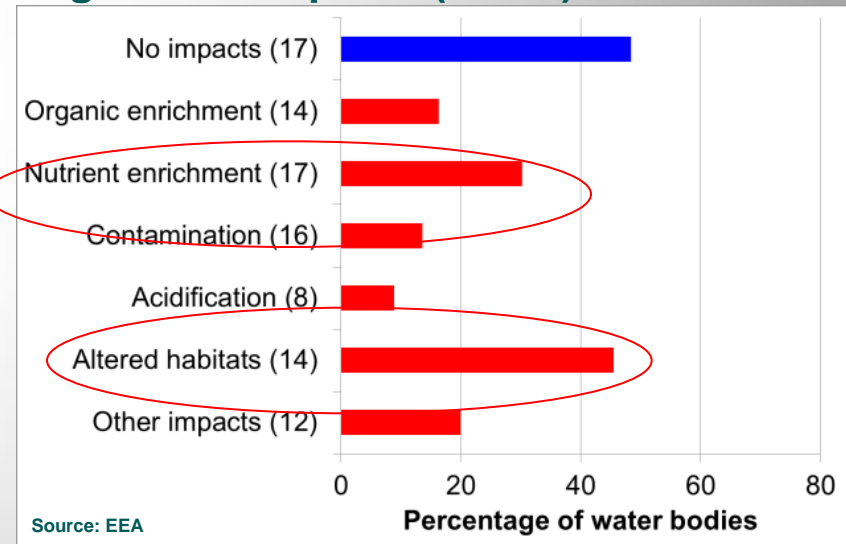 No impacts (17)
Organic enrichment (14)
Nutrient enrichment (17)
Contamination (16)
Acidification (8)
Altered habitats (14)
Other impacts (12)
0 20 40 60 80
Percentage of water bodies
Source: EEA